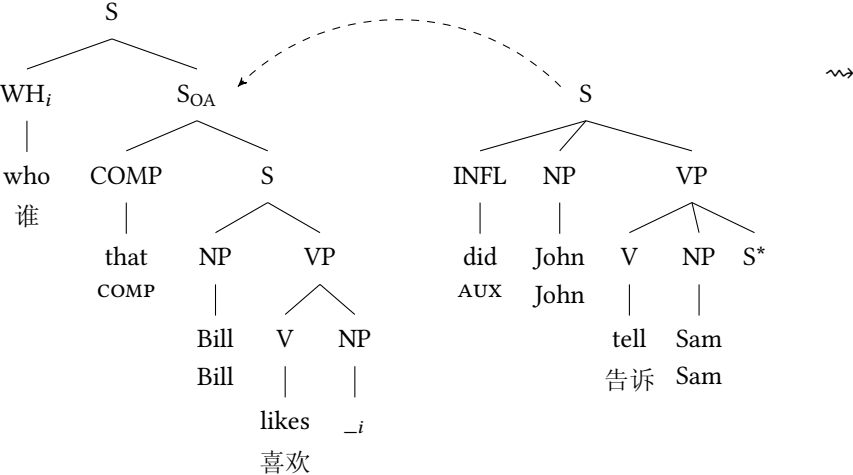 S
⇝
WHi SOA S
who COMP S INFL NP VP
谁
that NP VP did John V NP S*
COMP AUX John
Bill V NP tell Sam
Bill 告诉 Sam
likes _i
喜欢